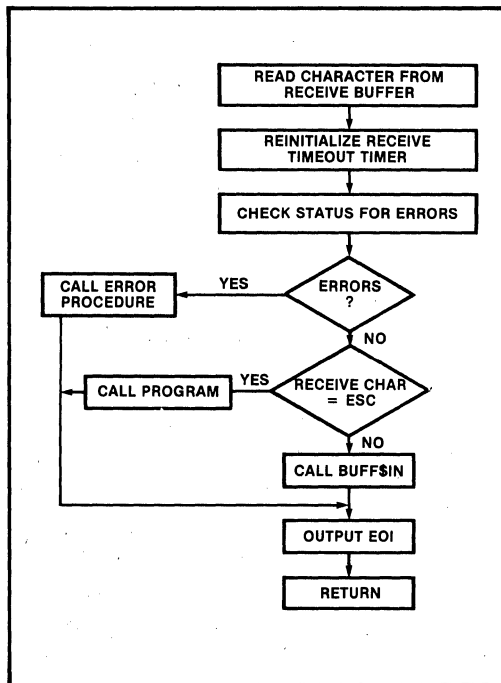 READ CHARACTER FROM
RECEIVE BUFFER
REINITIALIZE RECEIVE
TIMEOUT TIMER
CHECK STATUS FOR ERRORS
ERRORS
?
YES
CALL ERROR
PROCEDURE
NO
RECEIVE CHAR
= ESC
YES
CALL PROGRAM
NO
CALL BUFF$IN
OUTPUT EOI
RETURN